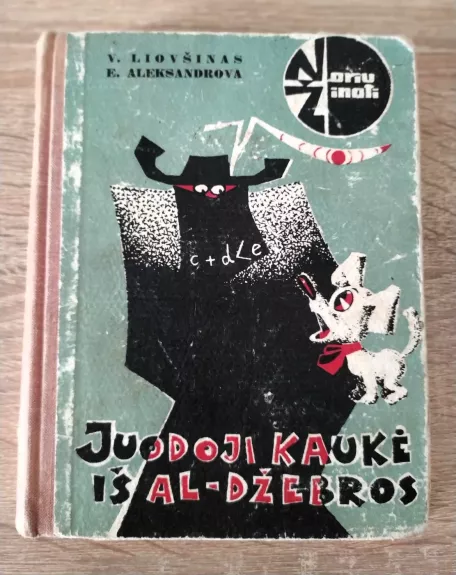 V. LIOVŠINAS
E. ALEKSANDROVA
Noriu
žinoti
c+d∠e
JUODOJI KAUKĖ
IŠ AL-DŽEBROS